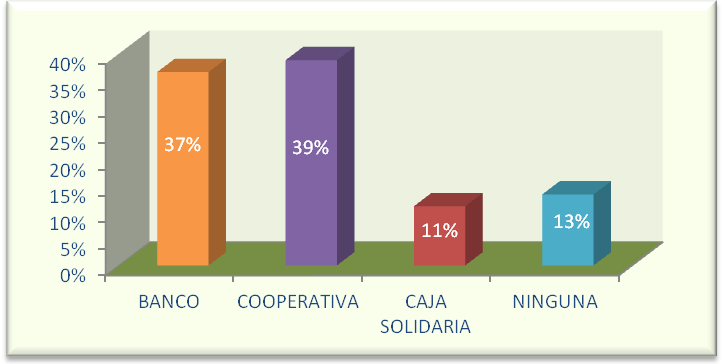 40%
35%
30%
25%
20%
15%
10%
5%
0%
37%
39%
11%
13%
BANCO
COOPERATIVA
CAJA
SOLIDARIA
NINGUNA